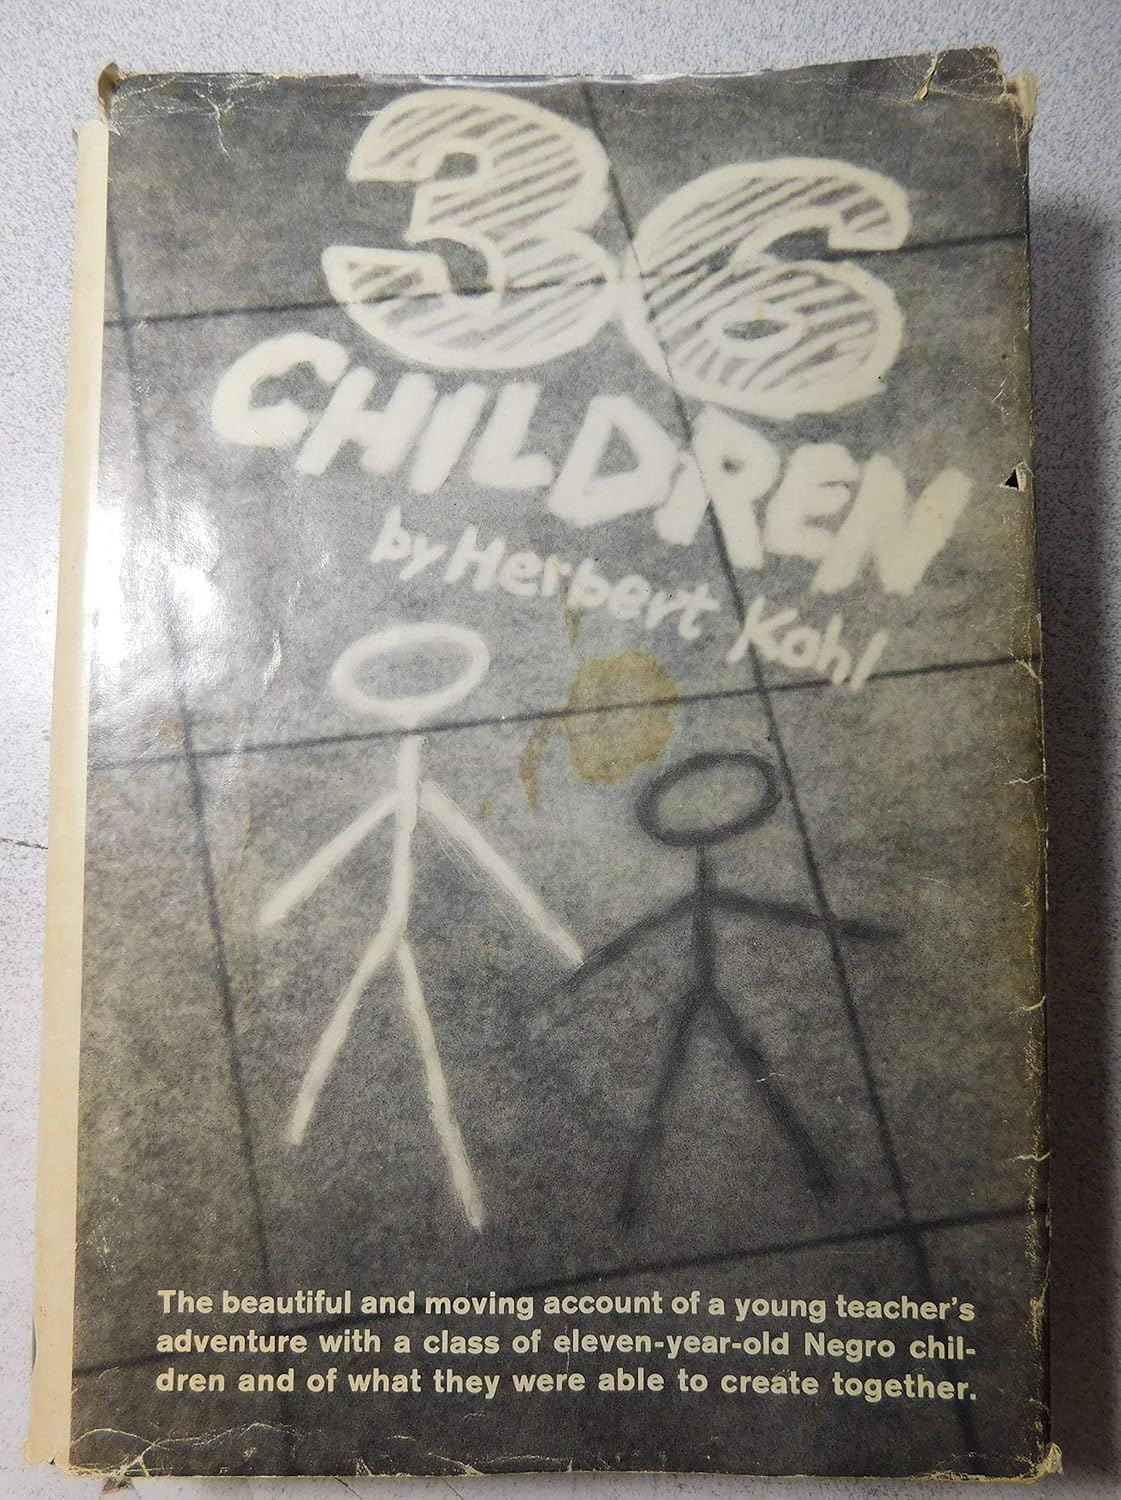 36
CHILDREN
by Herbert Kohl
The beautiful and moving account of a young teacher's
adventure with a class of eleven-year-old Negro chil-
dren and of what they were able to create together.